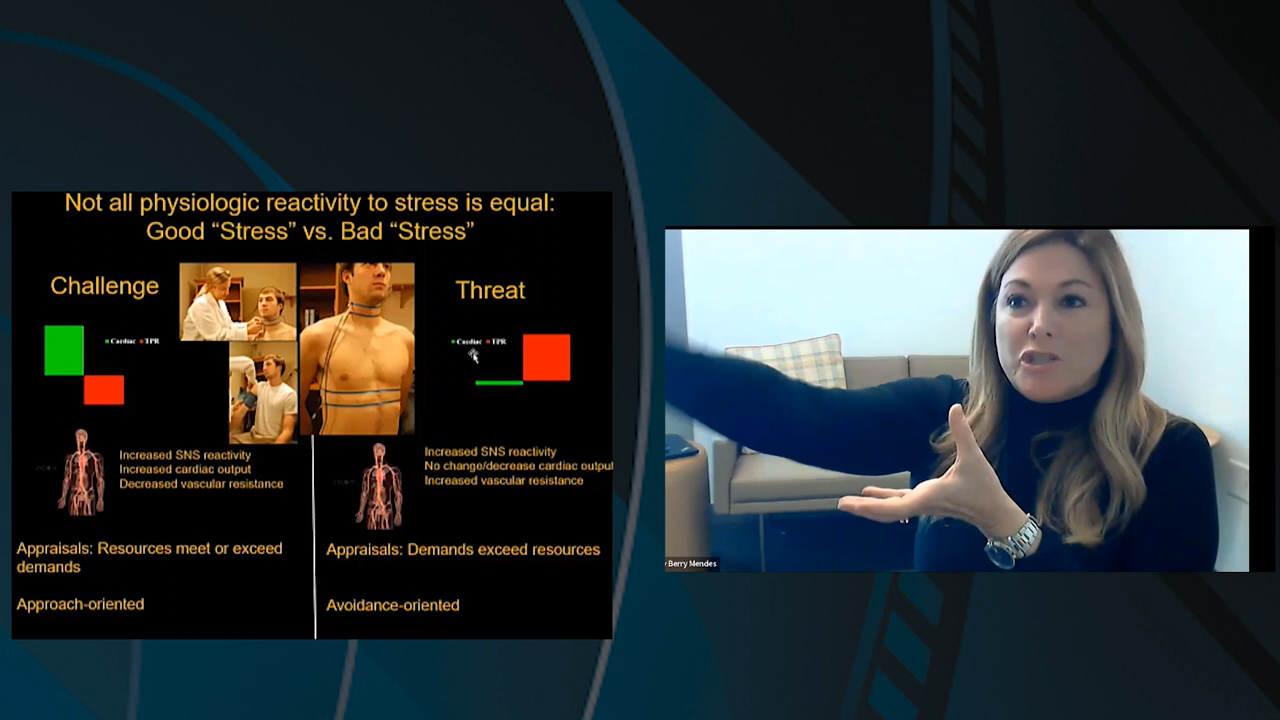 Not all physiologic reactivity to stress is equal:
Good “Stress” vs. Bad “Stress”
Challenge
Threat
Cardiac TPR
Cardiac TPR
Increased SNS reactivity
Increased cardiac output
Decreased vascular resistance
Increased SNS reactivity
No change/decrease cardiac output
Increased vascular resistance
Appraisals: Resources meet or exceed
demands
Appraisals: Demands exceed resources
Approach-oriented
Avoidance-oriented
Berry Mendes